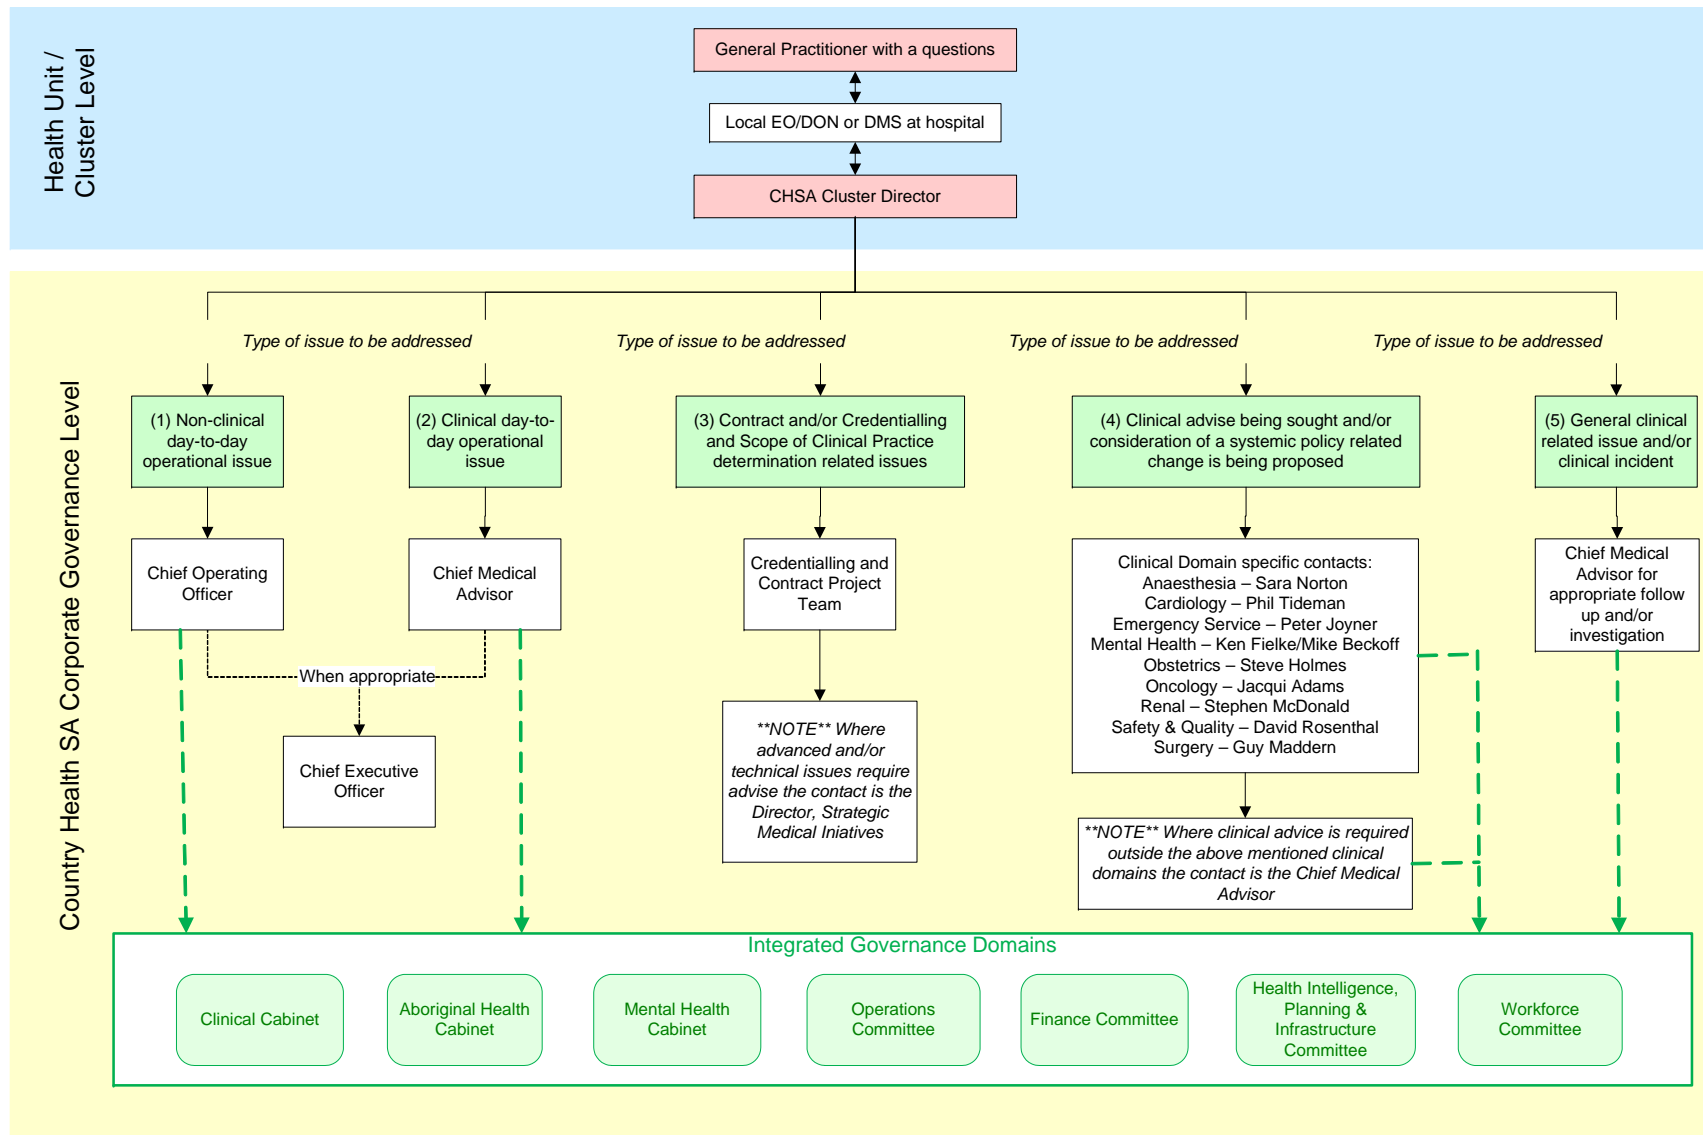 Health Unit /
Cluster Level
General Practitioner with a questions
Local EO/DON or DMS at hospital
CHSA Cluster Director
Country Health SA Corporate Governance Level
Type of issue to be addressed
Type of issue to be addressed
Type of issue to be addressed
Type of issue to be addressed
(1) Non-clinical
day-to-day
operational issue
(2) Clinical day-to-
day operational
issue
(3) Contract and/or Credentialling
and Scope of Clinical Practice
determination related issues
(4) Clinical advise being sought and/or
consideration of a systemic policy related
change is being proposed
(5) General clinical
related issue and/or
clinical incident
Chief Operating
Officer
Chief Medical
Advisor
Credentialling and
Contract Project
Team
Clinical Domain specific contacts:
Anaesthesia – Sara Norton
Cardiology – Phil Tideman
Emergency Service – Peter Joyner
Mental Health – Ken Fielke/Mike Beckoff
Obstetrics – Steve Holmes
Oncology – Jacqui Adams
Renal – Stephen McDonald
Safety & Quality – David Rosenthal
Surgery – Guy Maddern
Chief Medical
Advisor for
appropriate follow
up and/or
investigation
When appropriate
Chief Executive
Officer
**NOTE** Where
advanced and/or
technical issues require
advise the contact is the
Director, Strategic
Medical Iniatives
**NOTE** Where clinical advice is required
outside the above mentioned clinical
domains the contact is the Chief Medical
Advisor
Integrated Governance Domains
Clinical Cabinet
Aboriginal Health
Cabinet
Mental Health
Cabinet
Operations
Committee
Finance Committee
Health Intelligence,
Planning &
Infrastructure
Committee
Workforce
Committee